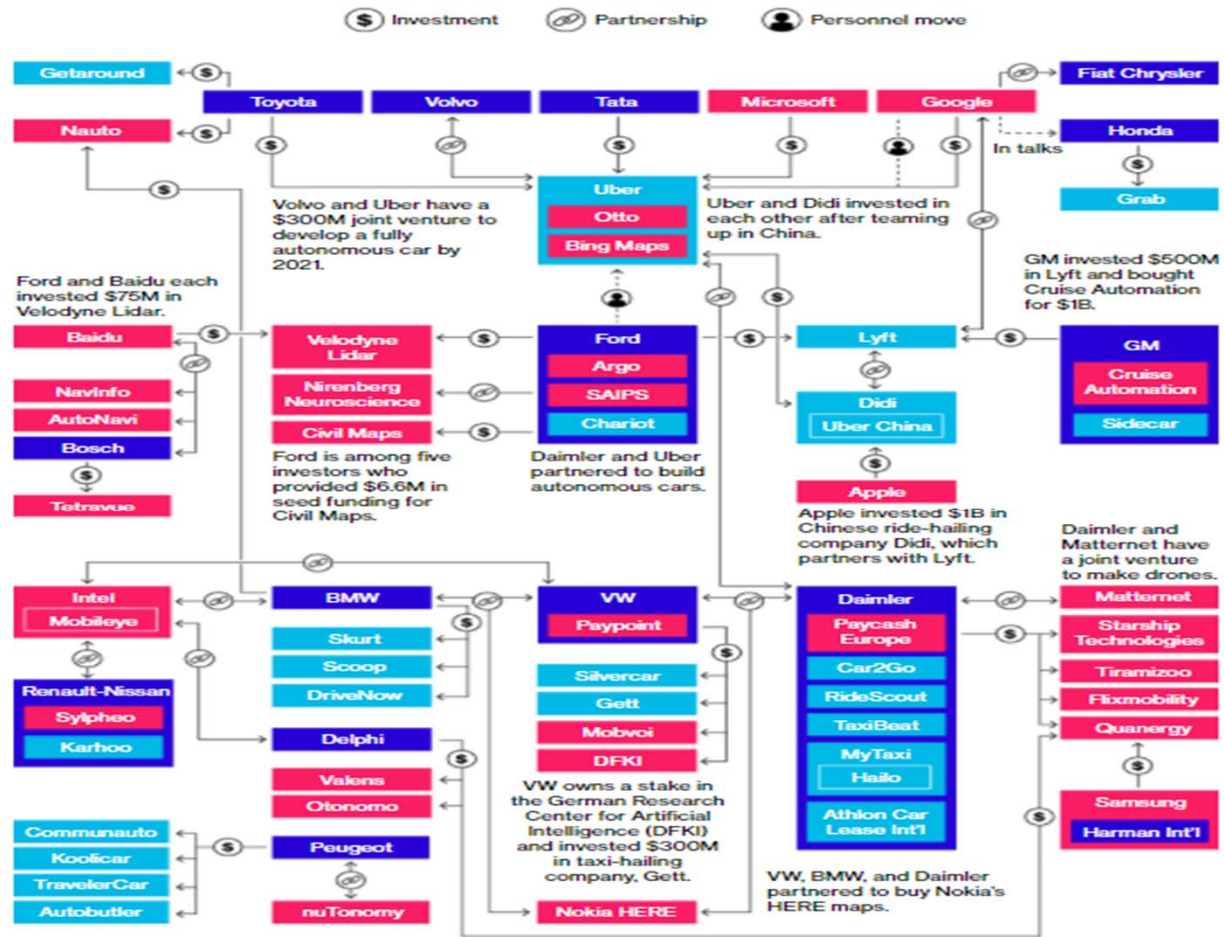 Investment
Partnership
Personnel move
Getaround
Fiat Chrysler
Toyota
Volvo
Tata
Microsoft
Google
Nauto
Honda
In talks
Uber
Otto
Bing Maps
Grab
Volvo and Uber have a
$300M joint venture to
develop a fully
autonomous car by
2021.
Uber and Didi invested in
each other after teaming
up in China.
GM invested $500M
in Lyft and bought
Cruise Automation
for $1B.
Ford and Baidu each
invested $75M in
Velodyne Lidar.
Baidu
NavInfo
AutoNavi
Bosch
Tetravue
Velodyne
Lidar
Nirenberg
Neuroscience
Civil Maps
Ford is among five
investors who
provided $6.6M in
seed funding for
Civil Maps.
Ford
Argo
SAIPS
Chariot
Daimler and Uber
partnered to build
autonomous cars.
Lyft
Didi
Uber China
Apple
Apple invested $1B in
Chinese ride-hailing
company Didi, which
partners with Lyft.
GM
Cruise
Automation
Sidecar
Daimler and
Matternet have
a joint venture
to make drones.
Intel
Mobileye
Renault-Nissan
Sylpheo
Karhoo
BMW
Skurt
Scoop
DriveNow
Delphi
Valens
Otonomo
Peugeot
nuTonomy
Communauto
Koolicar
TravelerCar
Autobutler
VW
Paypoint
Silvercar
Gett
Mobvoi
DFKI
VW owns a stake in
the German Research
Center for Artificial
Intelligence (DFKI)
and invested $300M
in taxi-hailing
company, Gett.
Nokia HERE
Daimler
Paycash
Europe
Car2Go
RideScout
TaxiBeat
MyTaxi
Hailo
Athlon Car
Lease Int'l
VW, BMW, and Daimler
partnered to buy Nokia's
HERE maps.
Matternet
Starship
Technologies
Tiramizoo
Flixmobility
Quanergy
Samsung
Harman Int'l